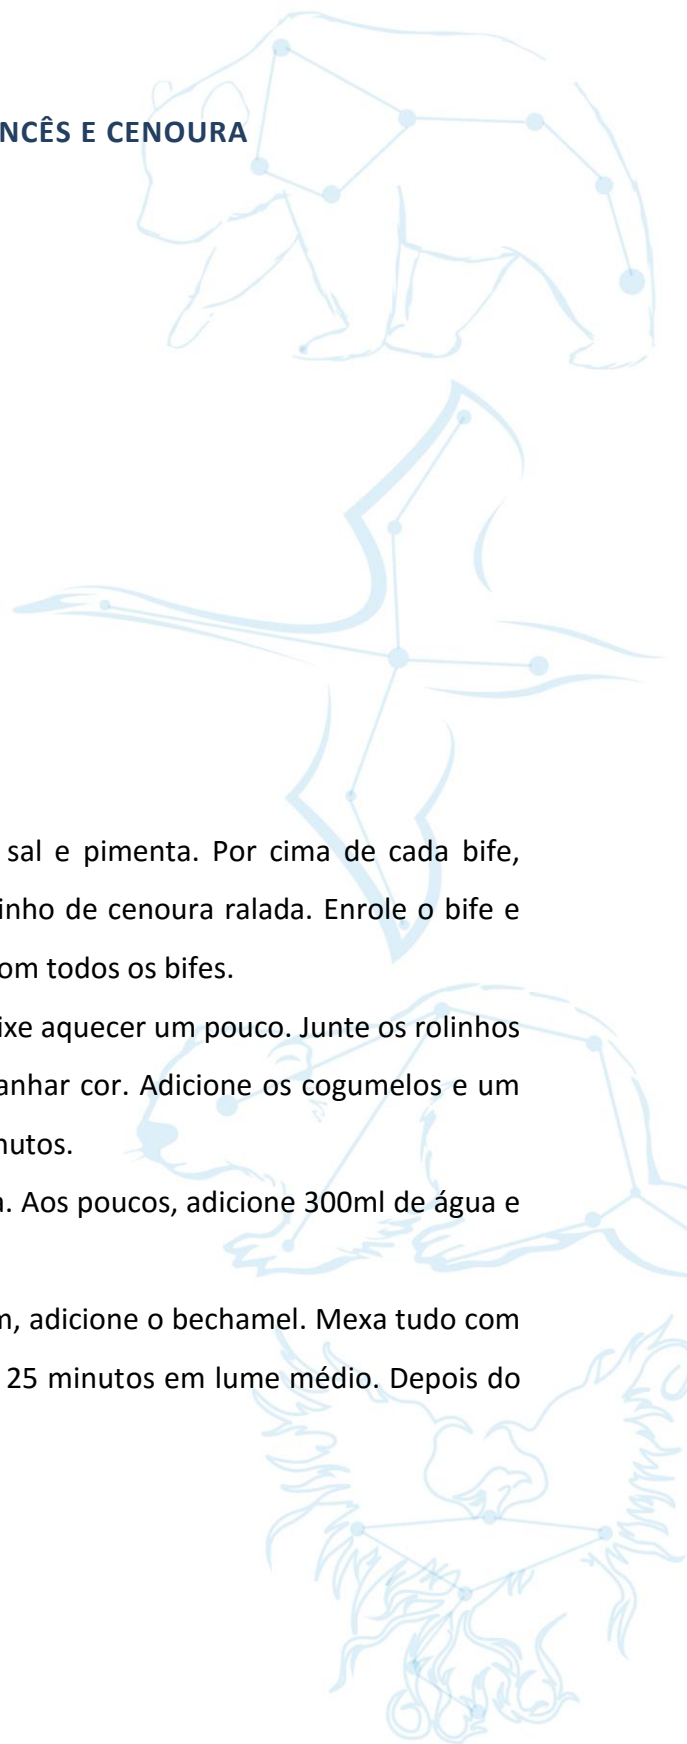 NCÊS E CENOURA
sal e pimenta. Por cima de cada bife,
inho de cenoura ralada. Enrole o bife e
om todos os bifes.
ixe aquecer um pouco. Junte os rolinhos
anhar cor. Adicione os cogumelos e um
nutos.
. Aos poucos, adicione 300ml de água e
m, adicione o bechamel. Mexa tudo com
25 minutos em lume médio. Depois do